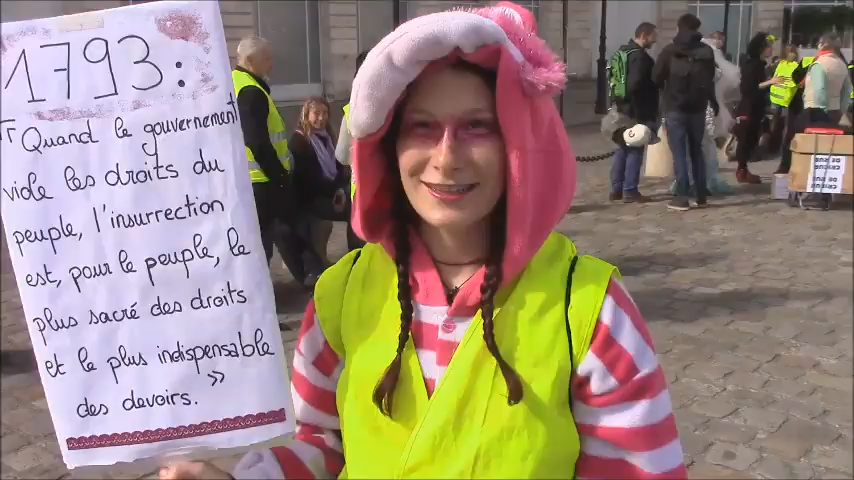 1793 :
" Quand le gouvernement
viole les droits du
peuple, l'insurrection
est, pour le peuple, le
plus sacré des droits
et le plus indispensable
des devoirs. "